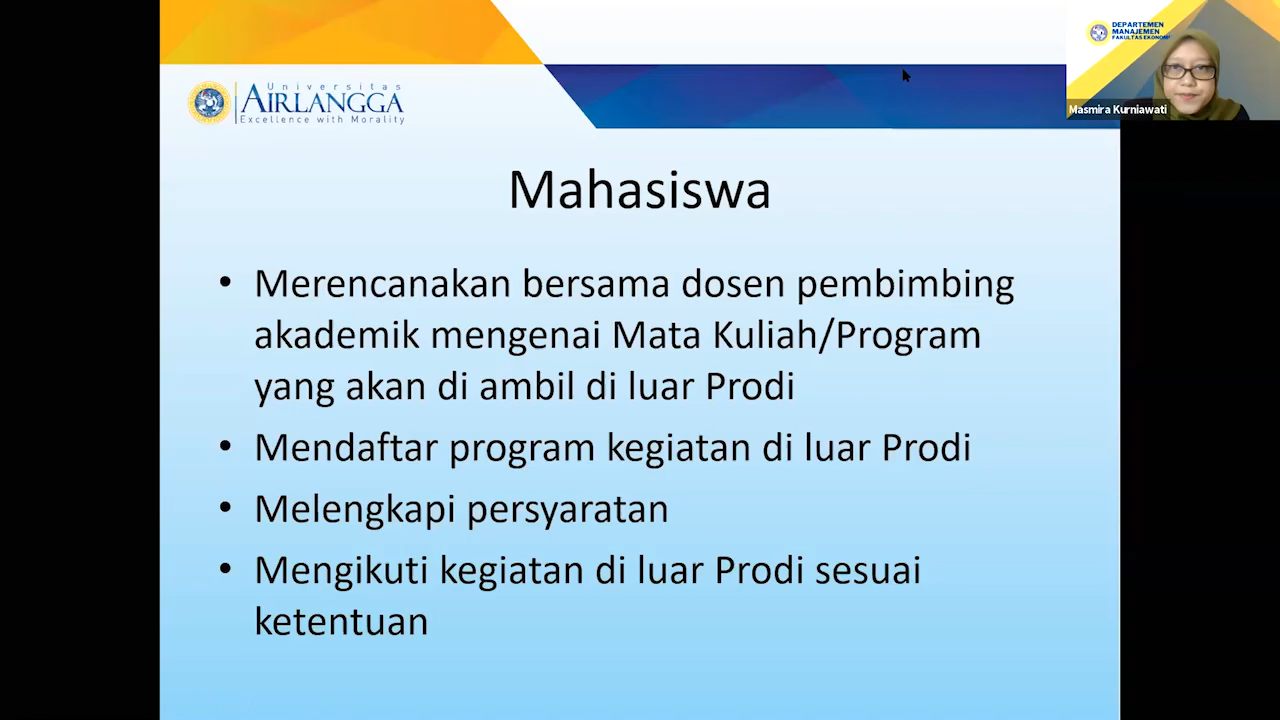 Universitas
AIRLANGGA
Excellence with Morality
DEPARTEMEN
MANAJEMEN
FAKULTAS EKONOMI
Masmira Kurniawati
Mahasiswa
• Merencanakan bersama dosen pembimbing
akademik mengenai Mata Kuliah/Program
yang akan di ambil di luar Prodi
• Mendaftar program kegiatan di luar Prodi
• Melengkapi persyaratan
• Mengikuti kegiatan di luar Prodi sesuai
ketentuan